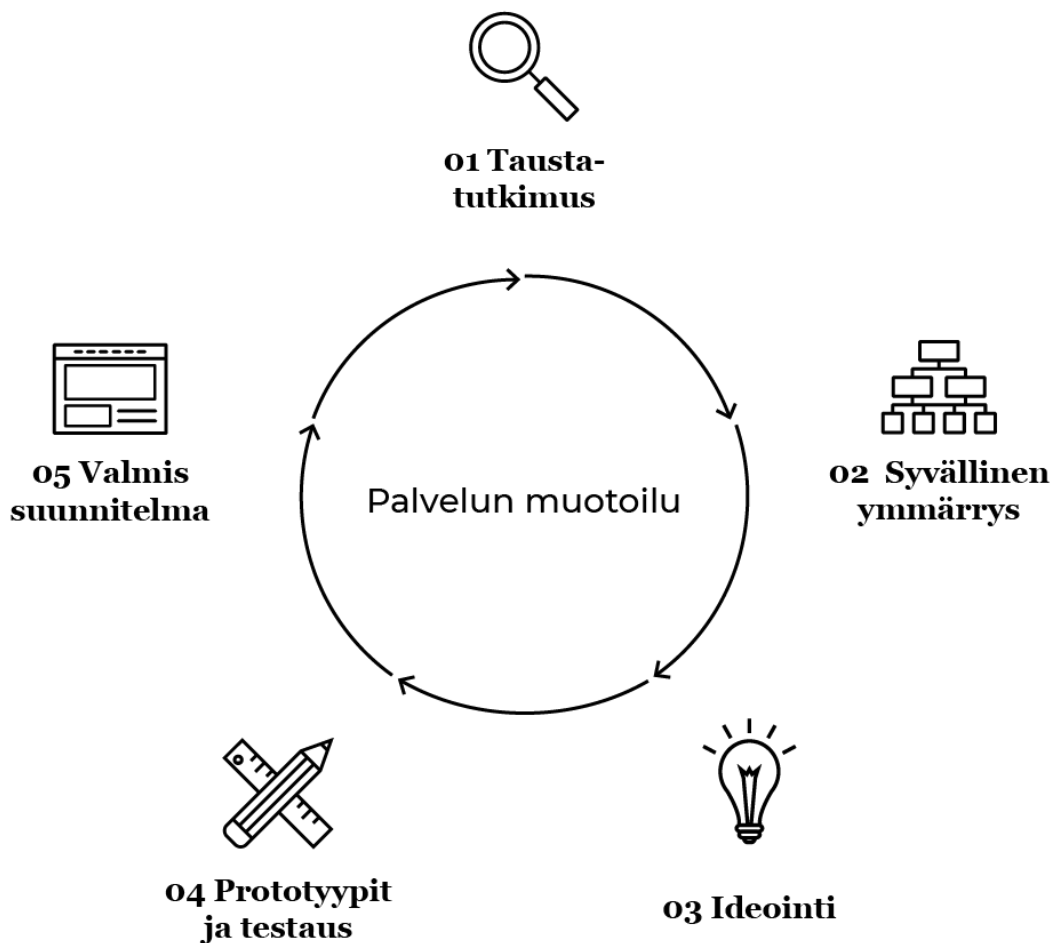 01 Tausta-
tutkimus
02 Syvällinen
ymmärrys
03 Ideointi
04 Prototyypit
ja testaus
05 Valmis
suunnitelma
Palvelun muotoilu